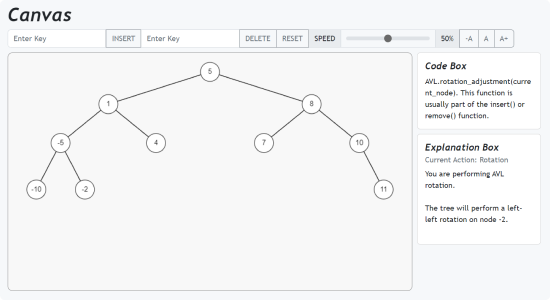 Canvas
Enter Key INSERT Enter Key DELETE RESET SPEED 50% -A A A+
5
1 8
-5 4 7 10
-10 -2 11
Code Box
AVL.rotation_adjustment(curre
nt_node). This function is
usually part of the insert() or
remove() function.
Explanation Box
Current Action: Rotation
You are performing AVL
rotation.
The tree will perform a left-
left rotation on node -2.